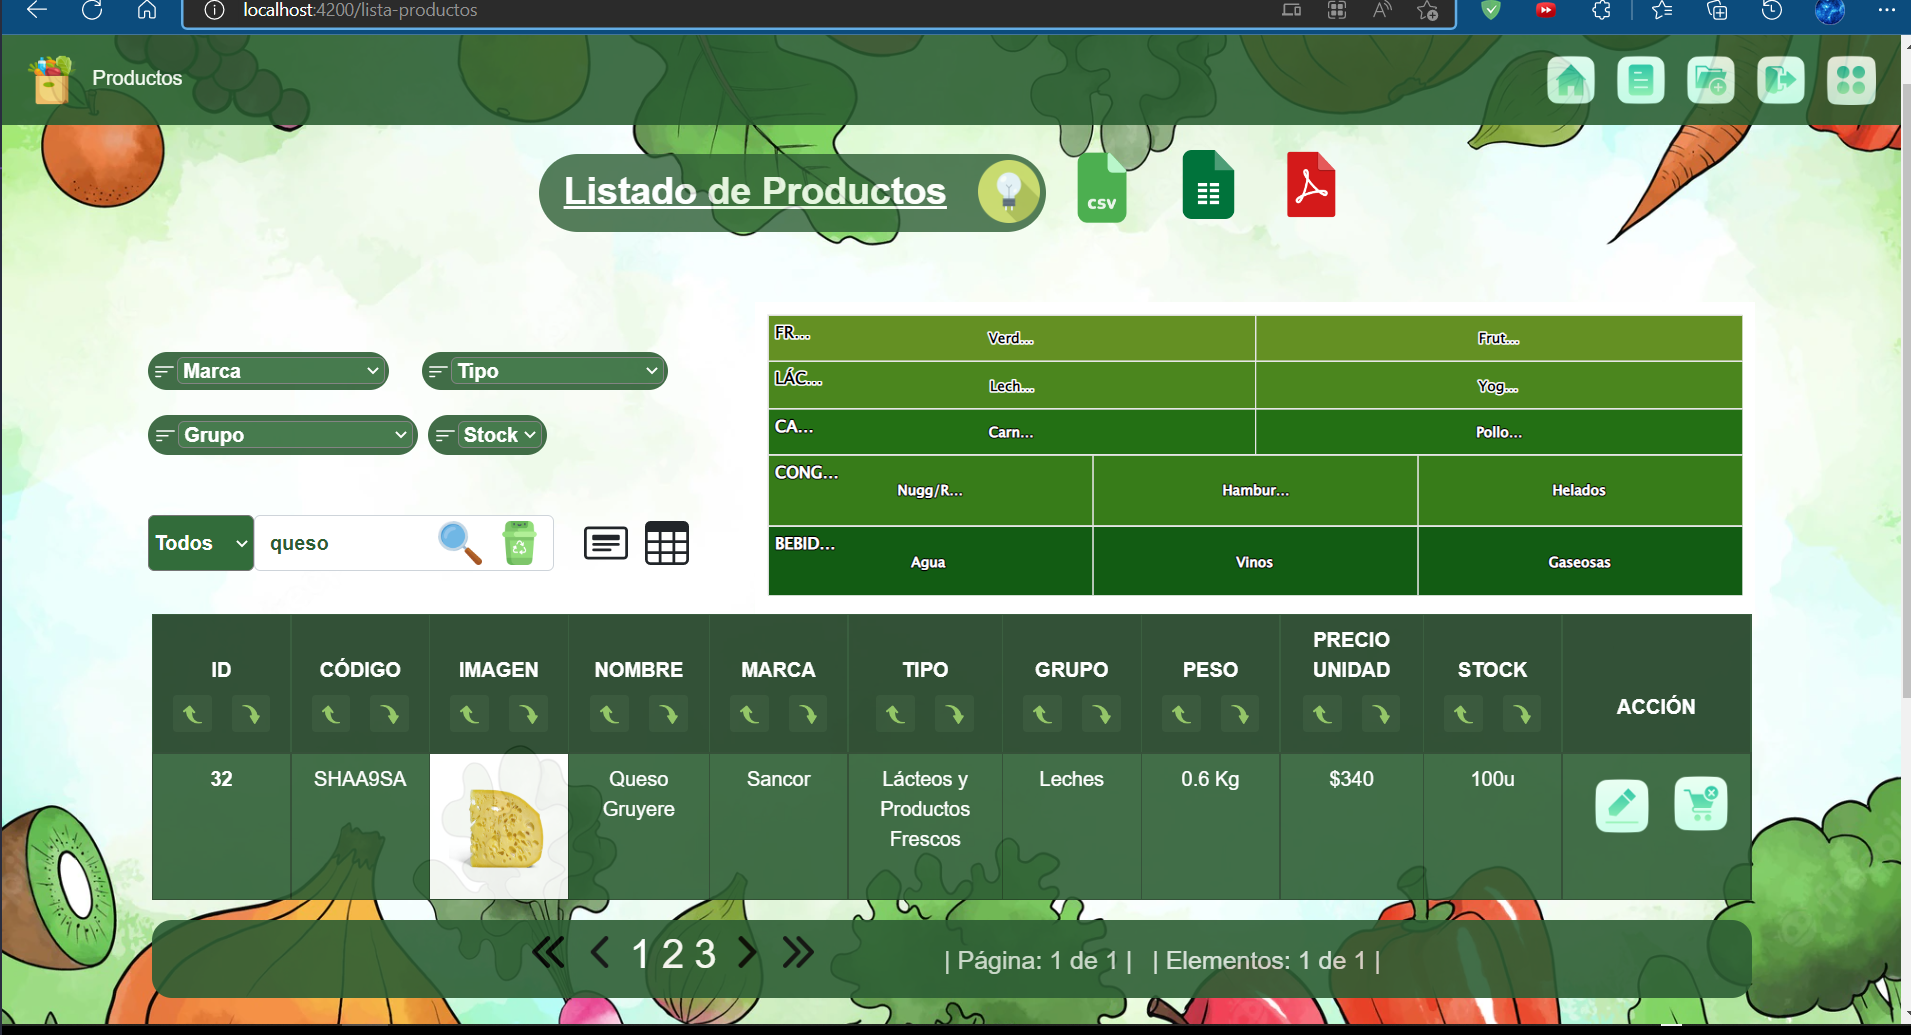 localhost:4200/lista-productos
Productos
Listado de Productos
CSV
Marca
Tipo
Grupo
Stock
Todos
queso
FR...
Verd...
Frut...
LÁC...
Lech...
Yog...
CA...
Carn...
Pollo...
CONG...
Nugg/R...
Hambur...
Helados
BEBID...
Agua
Vinos
Gaseosas
ID
CÓDIGO
IMAGEN
NOMBRE
MARCA
TIPO
GRUPO
PESO
PRECIO
UNIDAD
STOCK
ACCIÓN
32
SHAA9SA
Queso
Gruyere
Sancor
Lácteos y
Productos
Frescos
Leches
0.6 Kg
$340
100u
1 2 3
| Página: 1 de 1 | | Elementos: 1 de 1 |